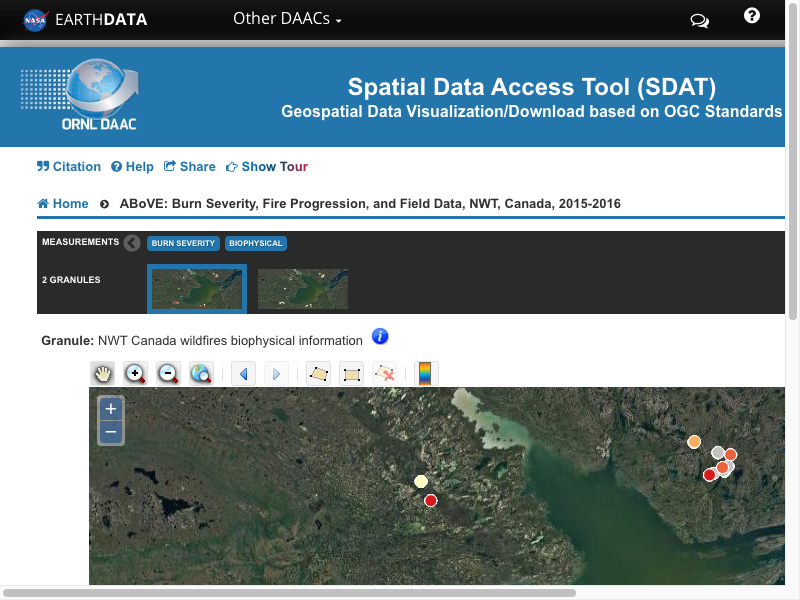 NASA EARTHDATA Other DAACs
Spatial Data Access Tool (SDAT)
Geospatial Data Visualization/Download based on OGC Standards
ORNL DAAC
Citation Help Share Show Tour
Home ABoVE: Burn Severity, Fire Progression, and Field Data, NWT, Canada, 2015-2016
MEASUREMENTS BURN SEVERITY BIOPHYSICAL
2 GRANULES
Granule: NWT Canada wildfires biophysical information